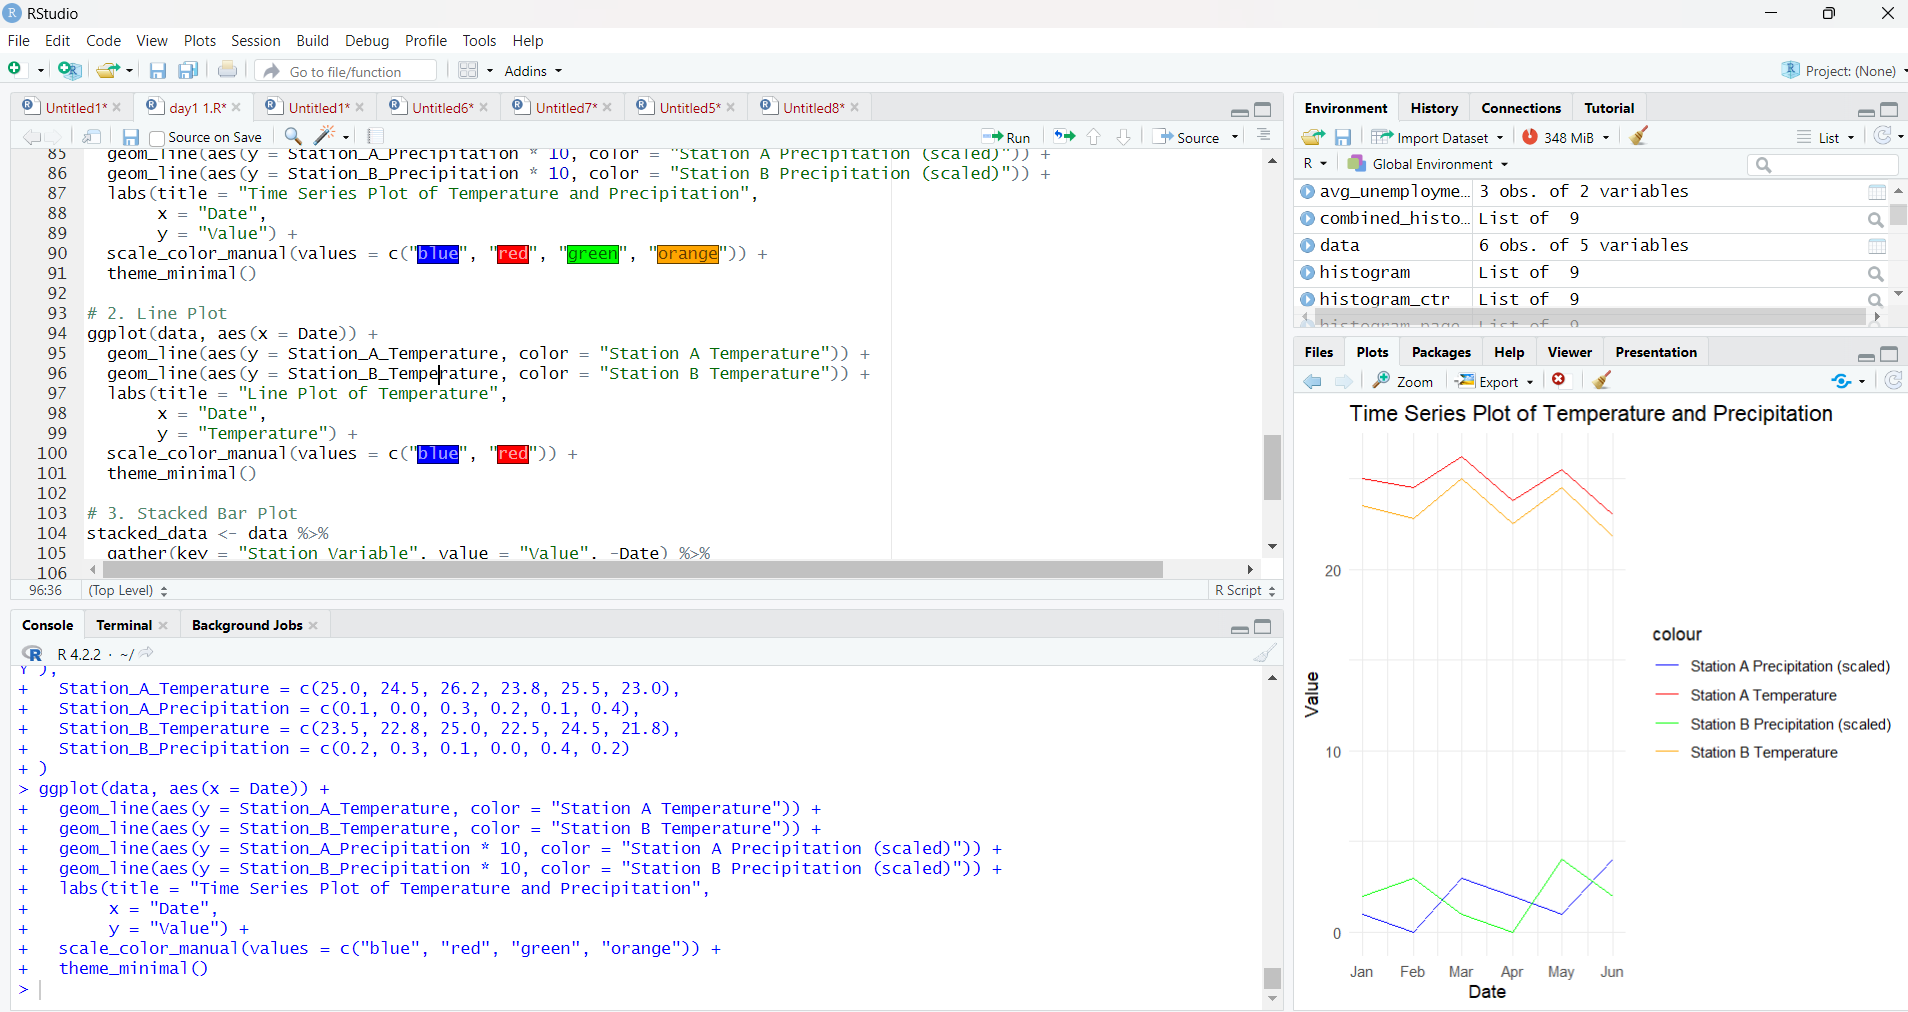 RStudio
File Edit Code View Plots Session Build Debug Profile Tools Help
Go to file/function Addins Project: (None)
Untitled1* day1 1.R* Untitled1* Untitled6* Untitled7* Untitled5* Untitled8*
Source on Save Run Source
85 geom_line(aes(y = Station_A_Precipitation * 10, color = "Station A Precipitation (scaled)")) +
86 geom_line(aes(y = Station_B_Precipitation * 10, color = "Station B Precipitation (scaled)")) +
87 labs(title = "Time Series Plot of Temperature and Precipitation",
88 x = "Date",
89 y = "Value") +
90 scale_color_manual(values = c("blue", "red", "green", "orange")) +
91 theme_minimal()
92
93 # 2. Line Plot
94 ggplot(data, aes(x = Date)) +
95 geom_line(aes(y = Station_A_Temperature, color = "Station A Temperature")) +
96 geom_line(aes(y = Station_B_Temperature, color = "Station B Temperature")) +
97 labs(title = "Line Plot of Temperature",
98 x = "Date",
99 y = "Temperature") +
100 scale_color_manual(values = c("blue", "red")) +
101 theme_minimal()
102
103 # 3. Stacked Bar Plot
104 stacked_data <- data %>%
105 gather(key = "Station_Variable", value = "Value", -Date) %>%
106
96:36 (Top Level) R Script
Console Terminal Background Jobs
R 4.2.2 · ~/
Y"),
+ Station_A_Temperature = c(25.0, 24.5, 26.2, 23.8, 25.5, 23.0),
+ Station_A_Precipitation = c(0.1, 0.0, 0.3, 0.2, 0.1, 0.4),
+ Station_B_Temperature = c(23.5, 22.8, 25.0, 22.5, 24.5, 21.8),
+ Station_B_Precipitation = c(0.2, 0.3, 0.1, 0.0, 0.4, 0.2)
+ )
> ggplot(data, aes(x = Date)) +
+ geom_line(aes(y = Station_A_Temperature, color = "Station A Temperature")) +
+ geom_line(aes(y = Station_B_Temperature, color = "Station B Temperature")) +
+ geom_line(aes(y = Station_A_Precipitation * 10, color = "Station A Precipitation (scaled)")) +
+ geom_line(aes(y = Station_B_Precipitation * 10, color = "Station B Precipitation (scaled)")) +
+ labs(title = "Time Series Plot of Temperature and Precipitation",
+ x = "Date",
+ y = "Value") +
+ scale_color_manual(values = c("blue", "red", "green", "orange")) +
+ theme_minimal()
>
Environment History Connections Tutorial
Import Dataset 348 MiB List
R Global Environment
avg_unemployme… 3 obs. of 2 variables
combined_histo… List of 9
data 6 obs. of 5 variables
histogram List of 9
histogram_ctr List of 9
histogram_page List of 9
Files Plots Packages Help Viewer Presentation
Zoom Export
Time Series Plot of Temperature and Precipitation
20
10
0
Value
Jan Feb Mar Apr May Jun
Date
colour
Station A Precipitation (scaled)
Station A Temperature
Station B Precipitation (scaled)
Station B Temperature